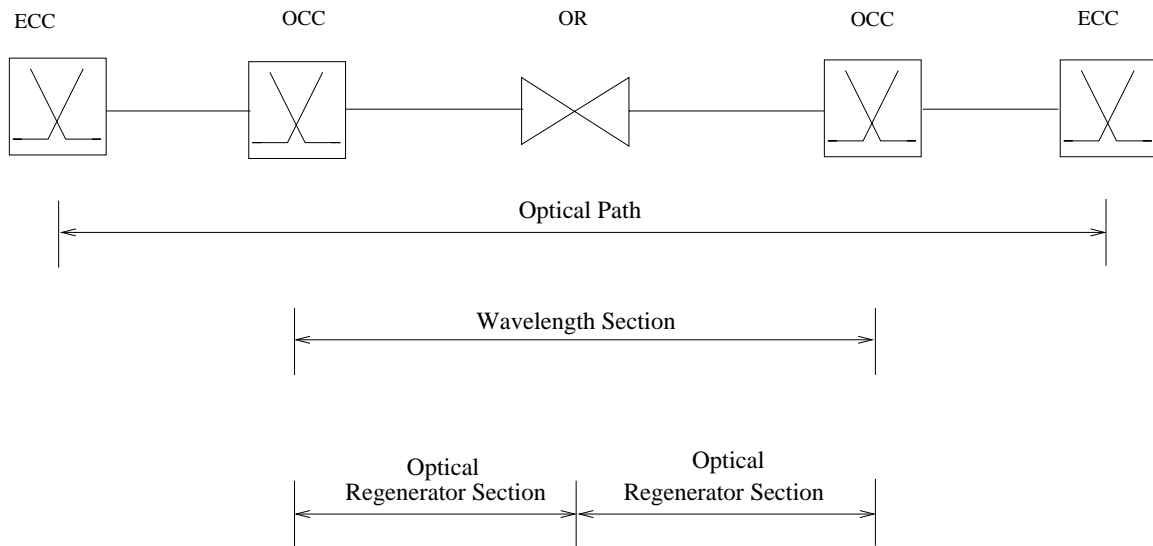 ECC
OCC
OR
OCC
ECC
Optical Path
Wavelength Section
Optical
Regenerator Section
Optical
Regenerator Section